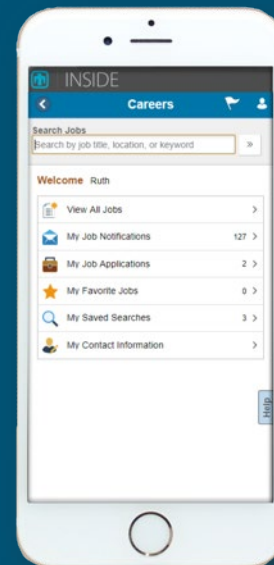 INSIDE
Careers
Search Jobs
Search by job title, location, or keyword
»
Welcome Ruth
View All Jobs
My Job Notifications 127
My Job Applications 2
My Favorite Jobs 0
My Saved Searches 3
My Contact Information
Help